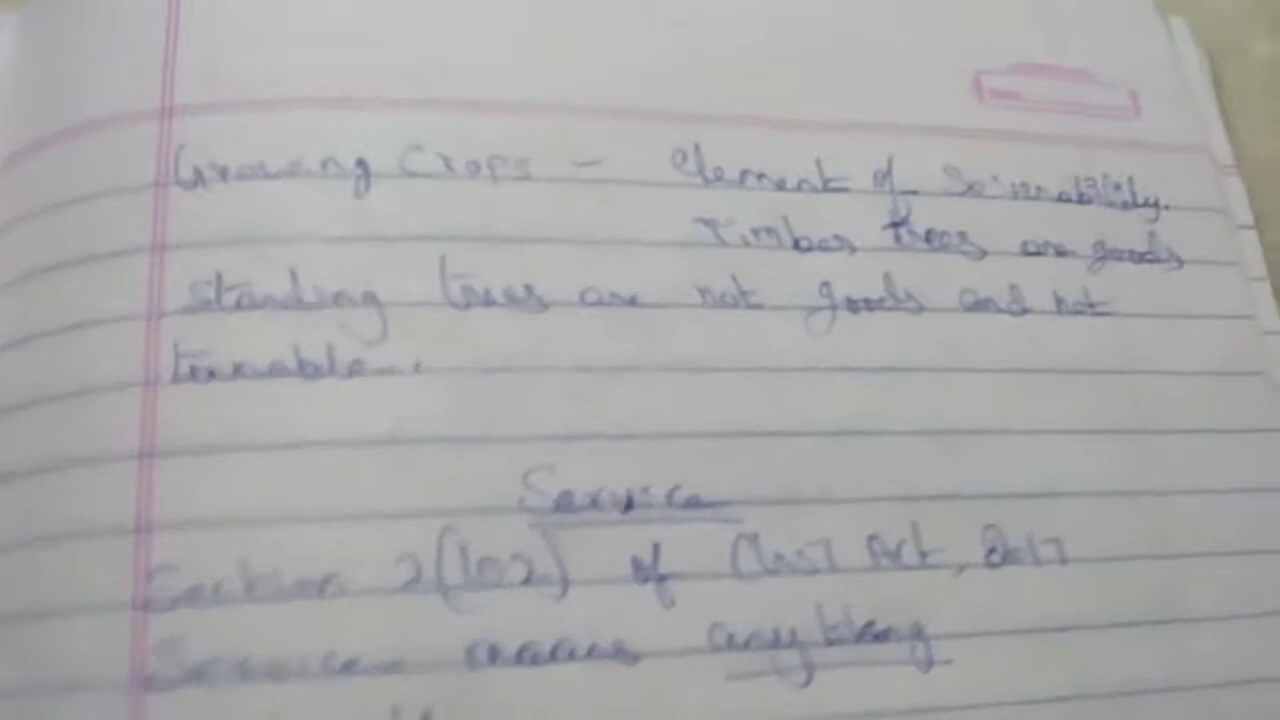 Growing Crops - element of
Timber trees are goods
standing trees are not goods and not
taxable.
Service
Section 2(102) of CGST Act, 2017
Service means anything